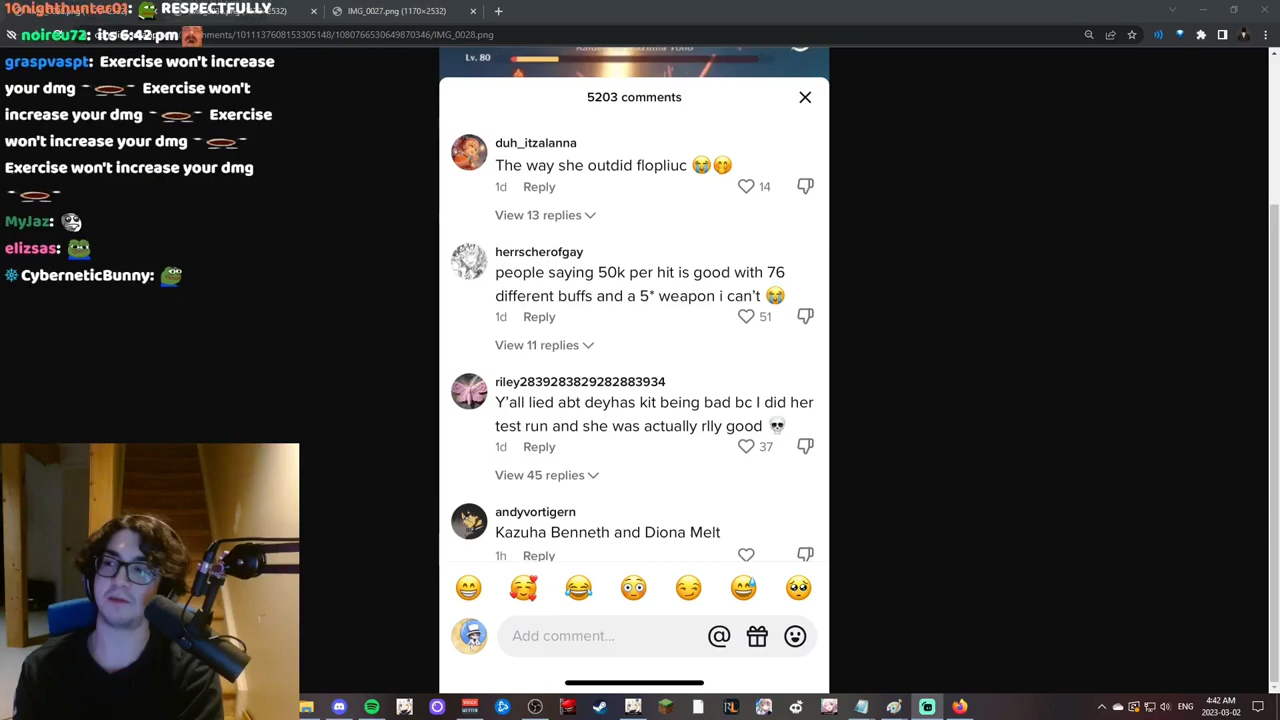 10nighthunter03: RESPECTFULLY
noireu72: its 6:42 pm
IMG_0027.png (1170×2532)
101113760815330514​8/1080766530649870346/IMG_0028.png
graspvaspt: Exercise won't increase
your dmg Exercise won't
increase your dmg Exercise
won't increase your dmg
Exercise won't increase your dmg
MyJaz:
elizsas:
CyberneticBunny:
Lv. 80
5203 comments
duh_itzalanna
The way she outdid flopliuc 😭🤭
1d Reply 14
View 13 replies
herrscherofgay
people saying 50k per hit is good with 76
different buffs and a 5* weapon i can't 😭
1d Reply 51
View 11 replies
riley2839283829282883934
Y'all lied abt deyhas kit being bad bc I did her
test run and she was actually rlly good 💀
1d Reply 37
View 45 replies
andyvortigern
Kazuha Benneth and Diona Melt
1h Reply
Add comment...
ENG
4:42 AM
2023-03-02